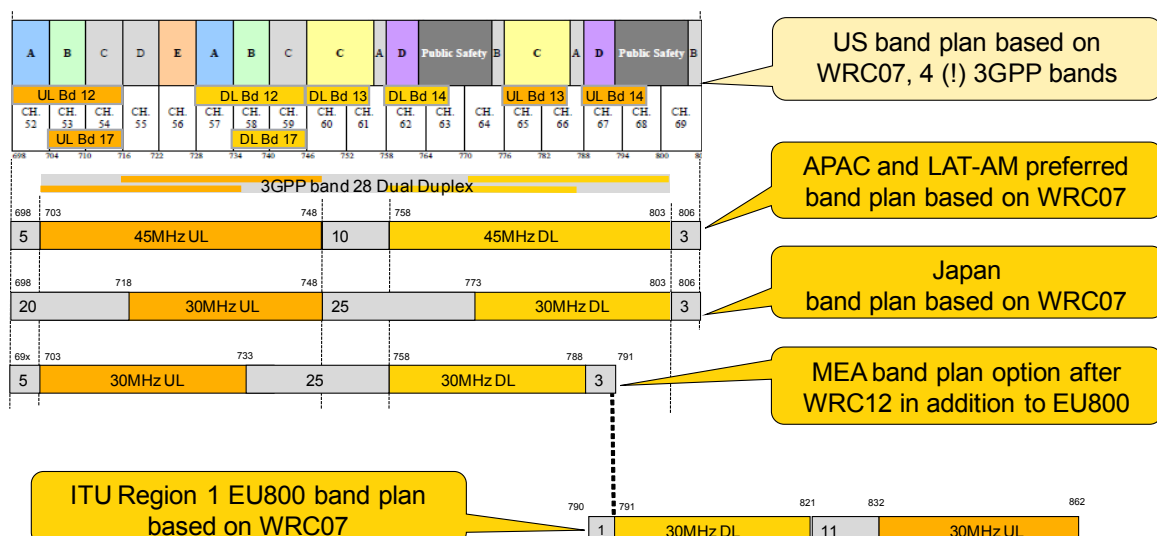 A B C D E A B C C A D Public Safety B C A D Public Safety B
US band plan based on
WRC07, 4 (!) 3GPP bands
UL Bd 12 DL Bd 12 DL Bd 13 DL Bd 14 UL Bd 13 UL Bd 14
CH. CH. CH. CH. CH. CH. CH. CH. CH. CH. CH. CH. CH. CH. CH. CH. CH. CH.
52 53 54 55 56 57 58 59 60 61 62 63 64 65 66 67 68 69
UL Bd 17 DL Bd 17
698 704 710 716 722 728 734 740 746 752 758 764 770 776 782 788 794 800
3GPP band 28 Dual Duplex
APAC and LAT-AM preferred
band plan based on WRC07
698 703 748 758 803 806
5 45MHz UL 10 45MHz DL 3
Japan
band plan based on WRC07
698 718 748 773 803 806
20 30MHz UL 25 30MHz DL 3
69x 703 733 758 788 791
5 30MHz UL 25 30MHz DL 3
MEA band plan option after
WRC12 in addition to EU800
ITU Region 1 EU800 band plan
based on WRC07
790 791 821 832 862
1 30MHz DL 11 30MHz UL